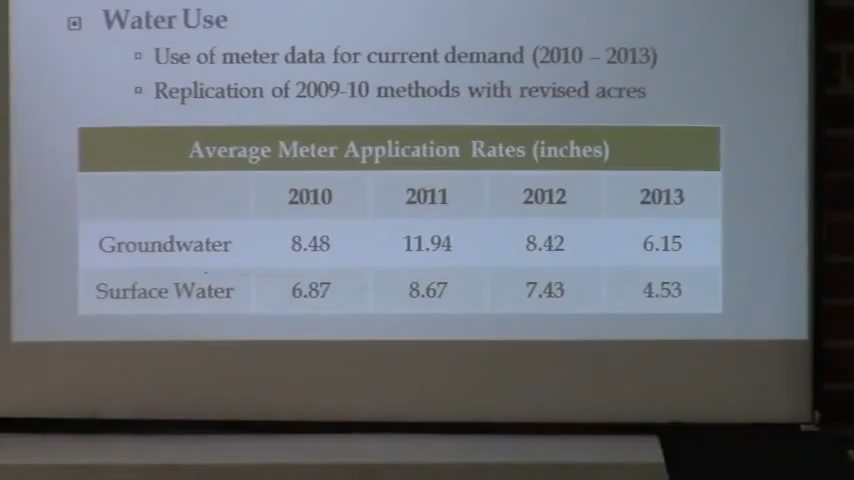 Water Use
Use of meter data for current demand (2010 – 2013)
Replication of 2009-10 methods with revised acres
Average Meter Application Rates (inches)
2010 2011 2012 2013
Groundwater 8.48 11.94 8.42 6.15
Surface Water 6.87 8.67 7.43 4.53